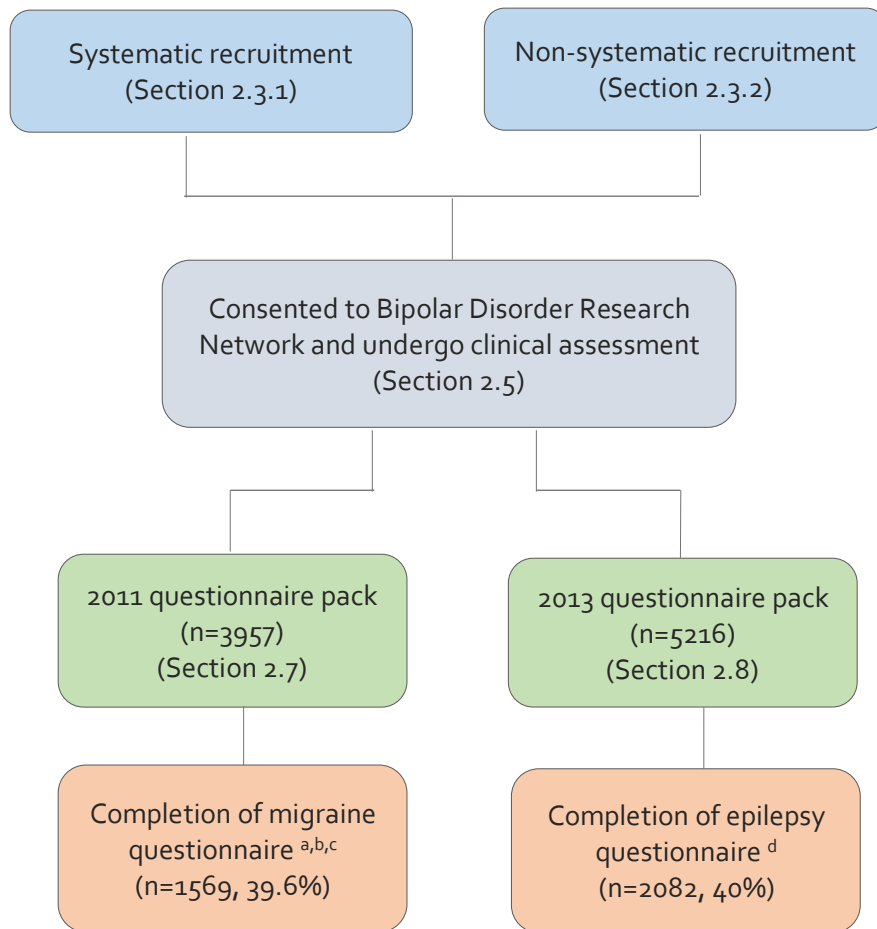 Systematic recruitment
(Section 2.3.1)
Non-systematic recruitment
(Section 2.3.2)
Consented to Bipolar Disorder Research
Network and undergo clinical assessment
(Section 2.5)
2011 questionnaire pack
(n=3957)
(Section 2.7)
2013 questionnaire pack
(n=5216)
(Section 2.8)
Completion of migraine
questionnaire a,b,c
(n=1569, 39.6%)
Completion of epilepsy
questionnaire d
(n=2082, 40%)